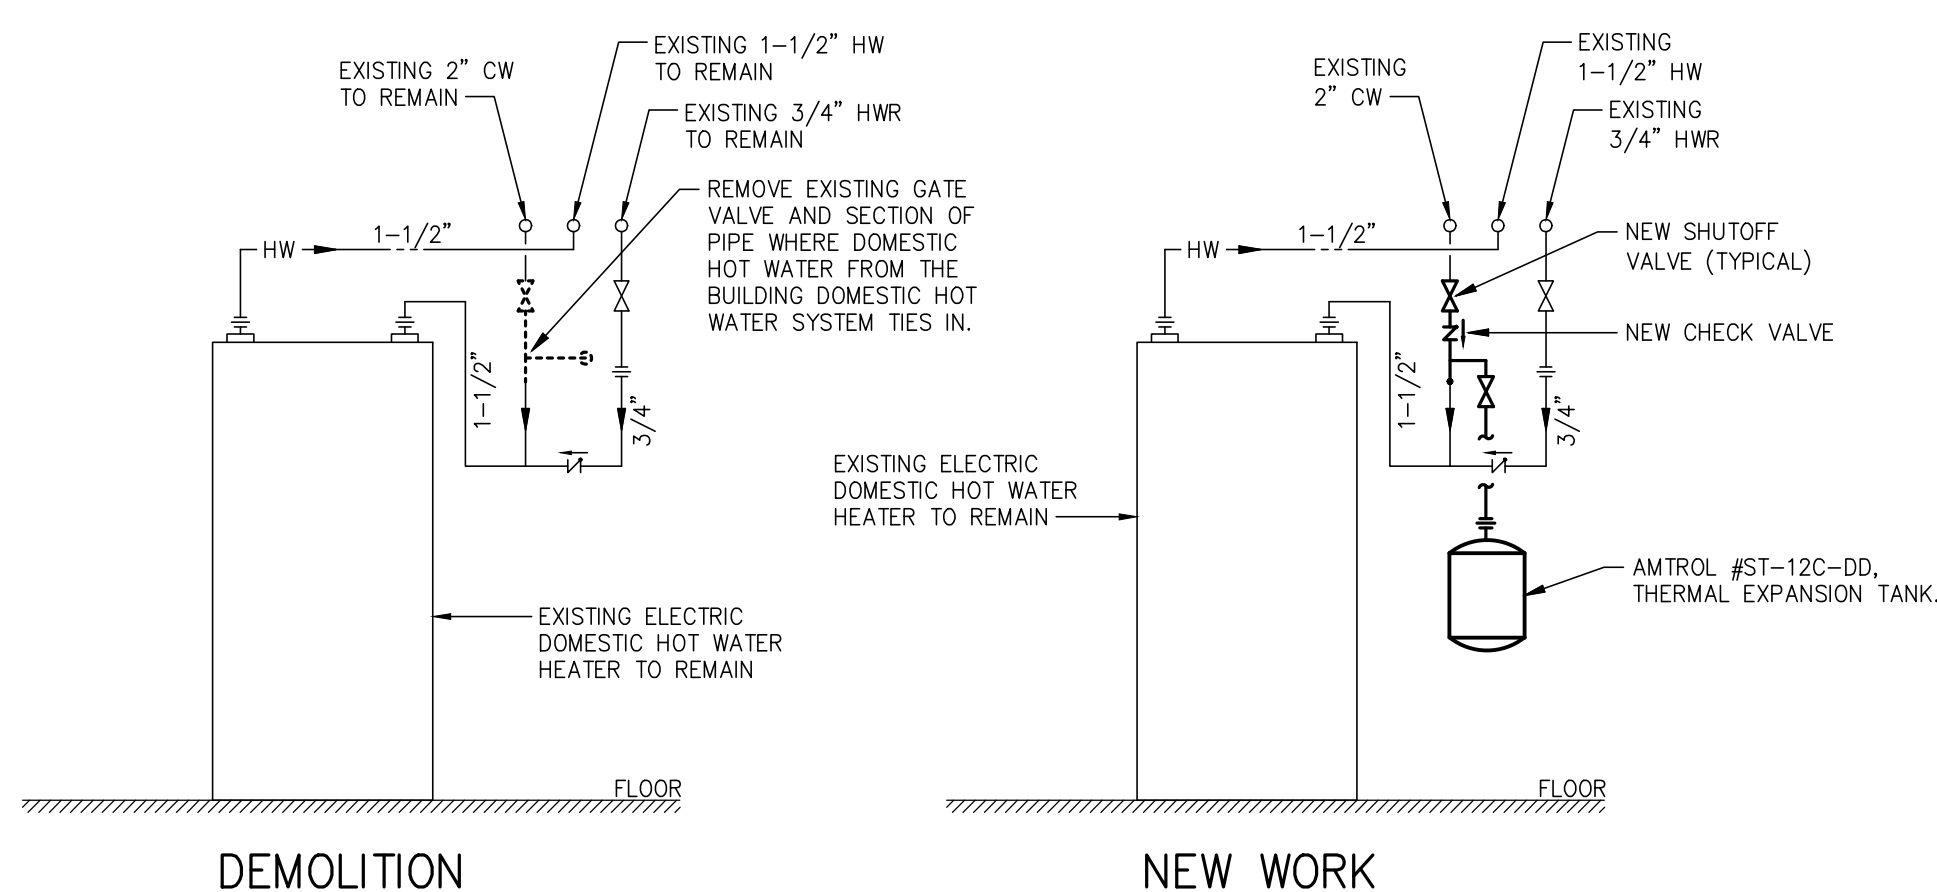 EXISTING 2" CW
TO REMAIN
EXISTING 1-1/2" HW
TO REMAIN
EXISTING 3/4" HWR
TO REMAIN
REMOVE EXISTING GATE
VALVE AND SECTION OF
PIPE WHERE DOMESTIC
HOT WATER FROM THE
BUILDING DOMESTIC HOT
WATER SYSTEM TIES IN.
HW
1-1/2"
1-1/2"
3/4"
EXISTING ELECTRIC
DOMESTIC HOT WATER
HEATER TO REMAIN
FLOOR
DEMOLITION
EXISTING
2" CW
EXISTING
1-1/2" HW
EXISTING
3/4" HWR
NEW SHUTOFF
VALVE (TYPICAL)
NEW CHECK VALVE
HW
1-1/2"
1-1/2"
3/4"
EXISTING ELECTRIC
DOMESTIC HOT WATER
HEATER TO REMAIN
AMTROL #ST-12C-DD,
THERMAL EXPANSION TANK.
FLOOR
NEW WORK